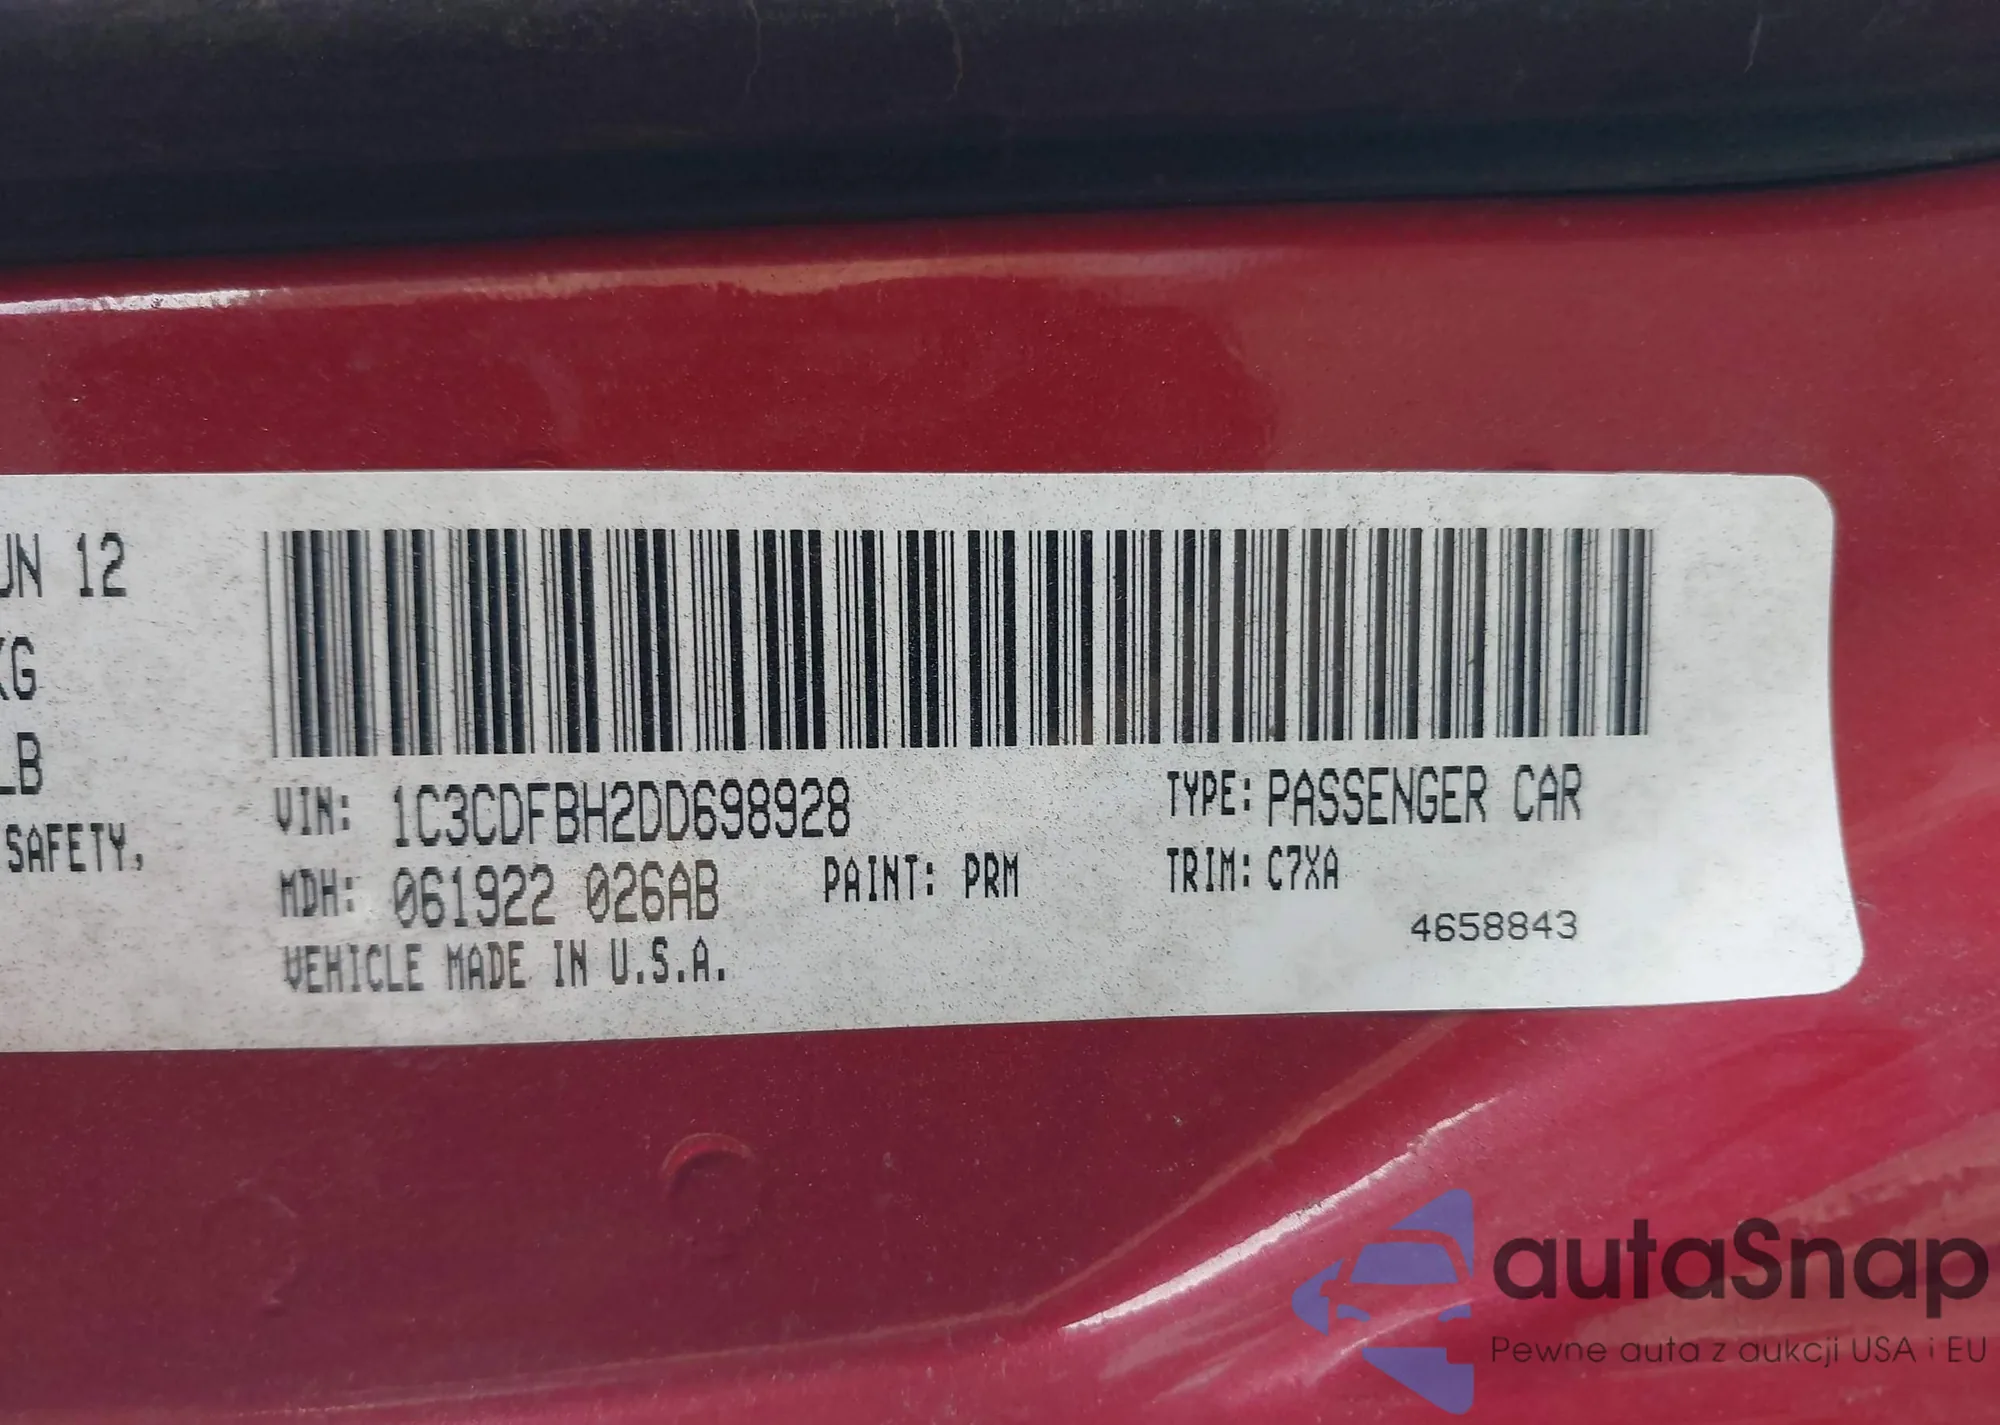 UN 12
KG
LB
SAFETY,
VIN: 1C3CDFBH2DD698928
TYPE: PASSENGER CAR
MDH: 061922 026AB
PAINT: PRM
TRIM: C7XA
4658843
VEHICLE MADE IN U.S.A.
autaSnap
Pewne auta z aukcji USA i EU